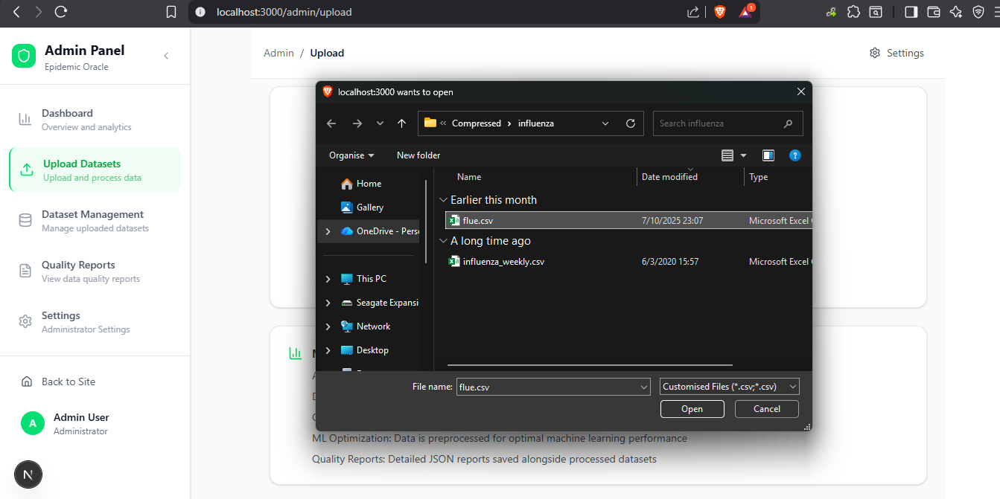 localhost:3000/admin/upload
1
Admin Panel
Epidemic Oracle
Dashboard
Overview and analytics
Upload Datasets
Upload and process data
Dataset Management
Manage uploaded datasets
Quality Reports
View data quality reports
Settings
Administrator Settings
Back to Site
A
Admin User
Administrator
N
Admin / Upload
Settings
localhost:3000 wants to open
« Compressed › influenza
Search influenza
Organise
New folder
?
Home
Gallery
OneDrive - Pers
This PC
Seagate Expansi
Network
Desktop
Name Date modified Type
Earlier this month
flue.csv 7/10/2025 23:07 Microsoft Excel
A long time ago
influenza_weekly.csv 6/3/2020 15:57 Microsoft Excel
File name: flue.csv
Customised Files (*.csv;*.csv)
Open
Cancel
ML Optimization: Data is preprocessed for optimal machine learning performance
Quality Reports: Detailed JSON reports saved alongside processed datasets